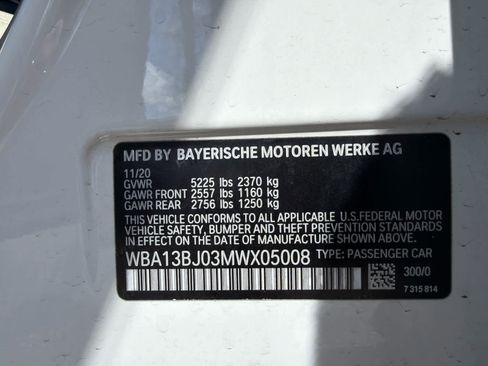 MFD BY BAYERISCHE MOTOREN WERKE AG
11/20
GVWR 5225 lbs 2370 kg
GAWR FRONT 2557 lbs 1160 kg
GAWR REAR 2756 lbs 1250 kg
THIS VEHICLE CONFORMS TO ALL APPLICABLE U.S.FEDERAL MOTOR
VEHICLE SAFETY, BUMPER AND THEFT PREVENTION STANDARDS
IN EFFECT ON THE DATE OF MANUFACTURE SHOWN ABOVE.
WBA13BJ03MWX05008 TYPE: PASSENGER CAR
300/0
7 315 814